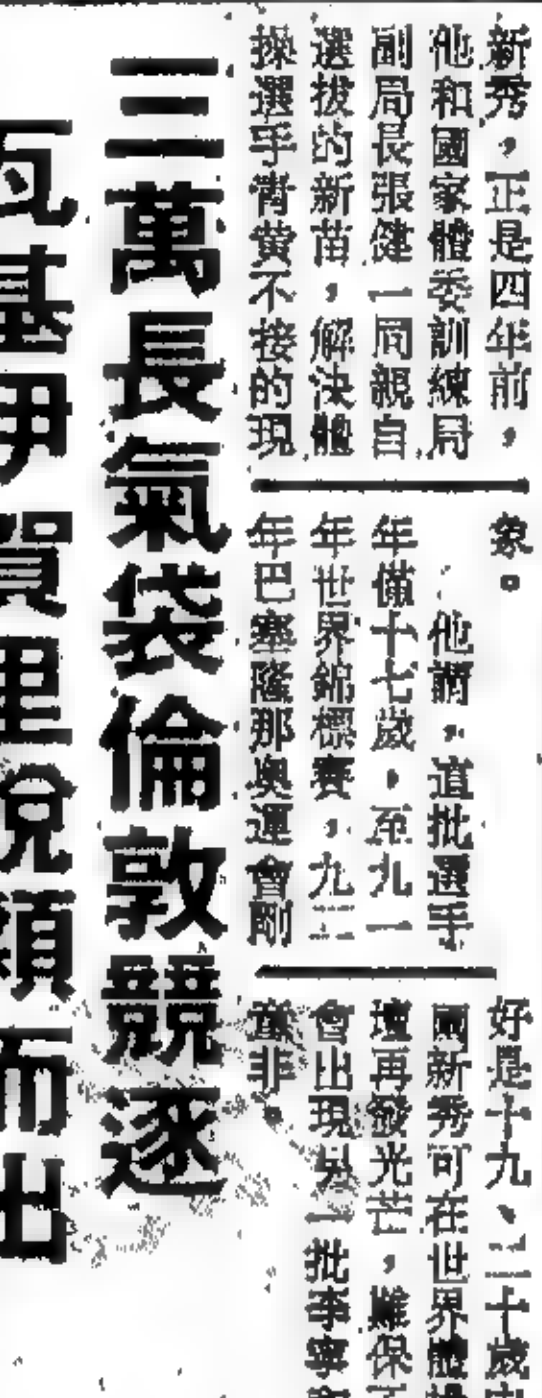 新秀，正是四年前，
他和國家體委訓練局
副局長張健一同親自
選拔的新苗，解決體
操選手青黃不接的現
象。
他謂，這批選手
年僅十七歲，至九一
年世界錦標賽，九二
年巴塞隆那奧運會剛
好是十九、二十歲
國新秀可在世界體
壇再發光芒，難保
會出現另一批李寧
童非。
三萬長氣袋倫敦競逐
瓦基伊賀里脫穎而出